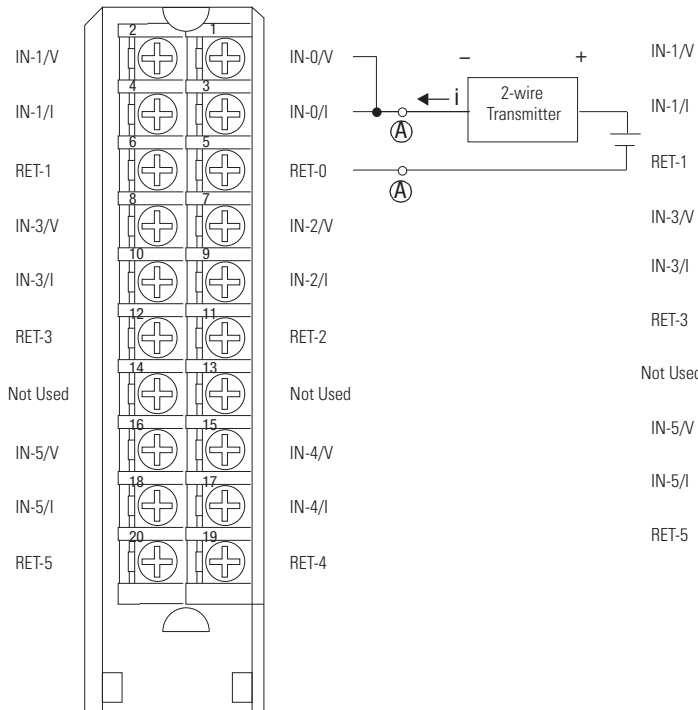 2 1
IN-1/V IN-0/V − + IN-1/V
4 3
IN-1/I IN-0/I i 2-wire IN-1/I
Transmitter
A
6 5
RET-1 RET-0 RET-1
A
8 7
IN-3/V IN-2/V IN-3/V
10 9
IN-3/I IN-2/I IN-3/I
12 11
RET-3 RET-2 RET-3
14 13
Not Used Not Used Not Used
16 15
IN-5/V IN-4/V IN-5/V
18 17
IN-5/I IN-4/I IN-5/I
20 19
RET-5 RET-4 RET-5